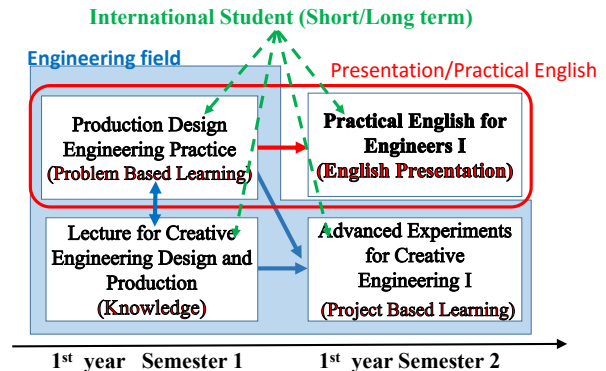 International Student (Short/Long term)
Engineering field
Presentation/Practical English
Production Design
Engineering Practice
(Problem Based Learning)
Practical English for
Engineers I
(English Presentation)
Lecture for Creative
Engineering Design and
Production
(Knowledge)
Advanced Experiments
for Creative
Engineering I
(Project Based Learning)
1st year Semester 1
1st year Semester 2